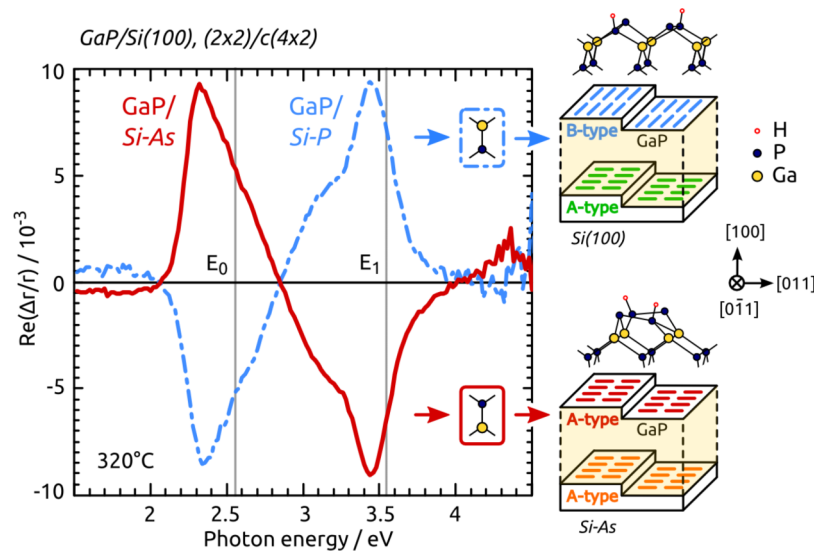 GaP/Si(100), (2x2)/c(4x2)
10
5
0
-5
-10
Re(Δr/r) / 10⁻³
GaP/
Si-As
GaP/
Si-P
E₀
E₁
320°C
2
2.5
3
3.5
4
Photon energy / eV
H
H
B-type
GaP
A-type
Si(100)
H
P
Ga
[100]
[011]
[01̄1]
H
H
A-type
GaP
A-type
Si-As